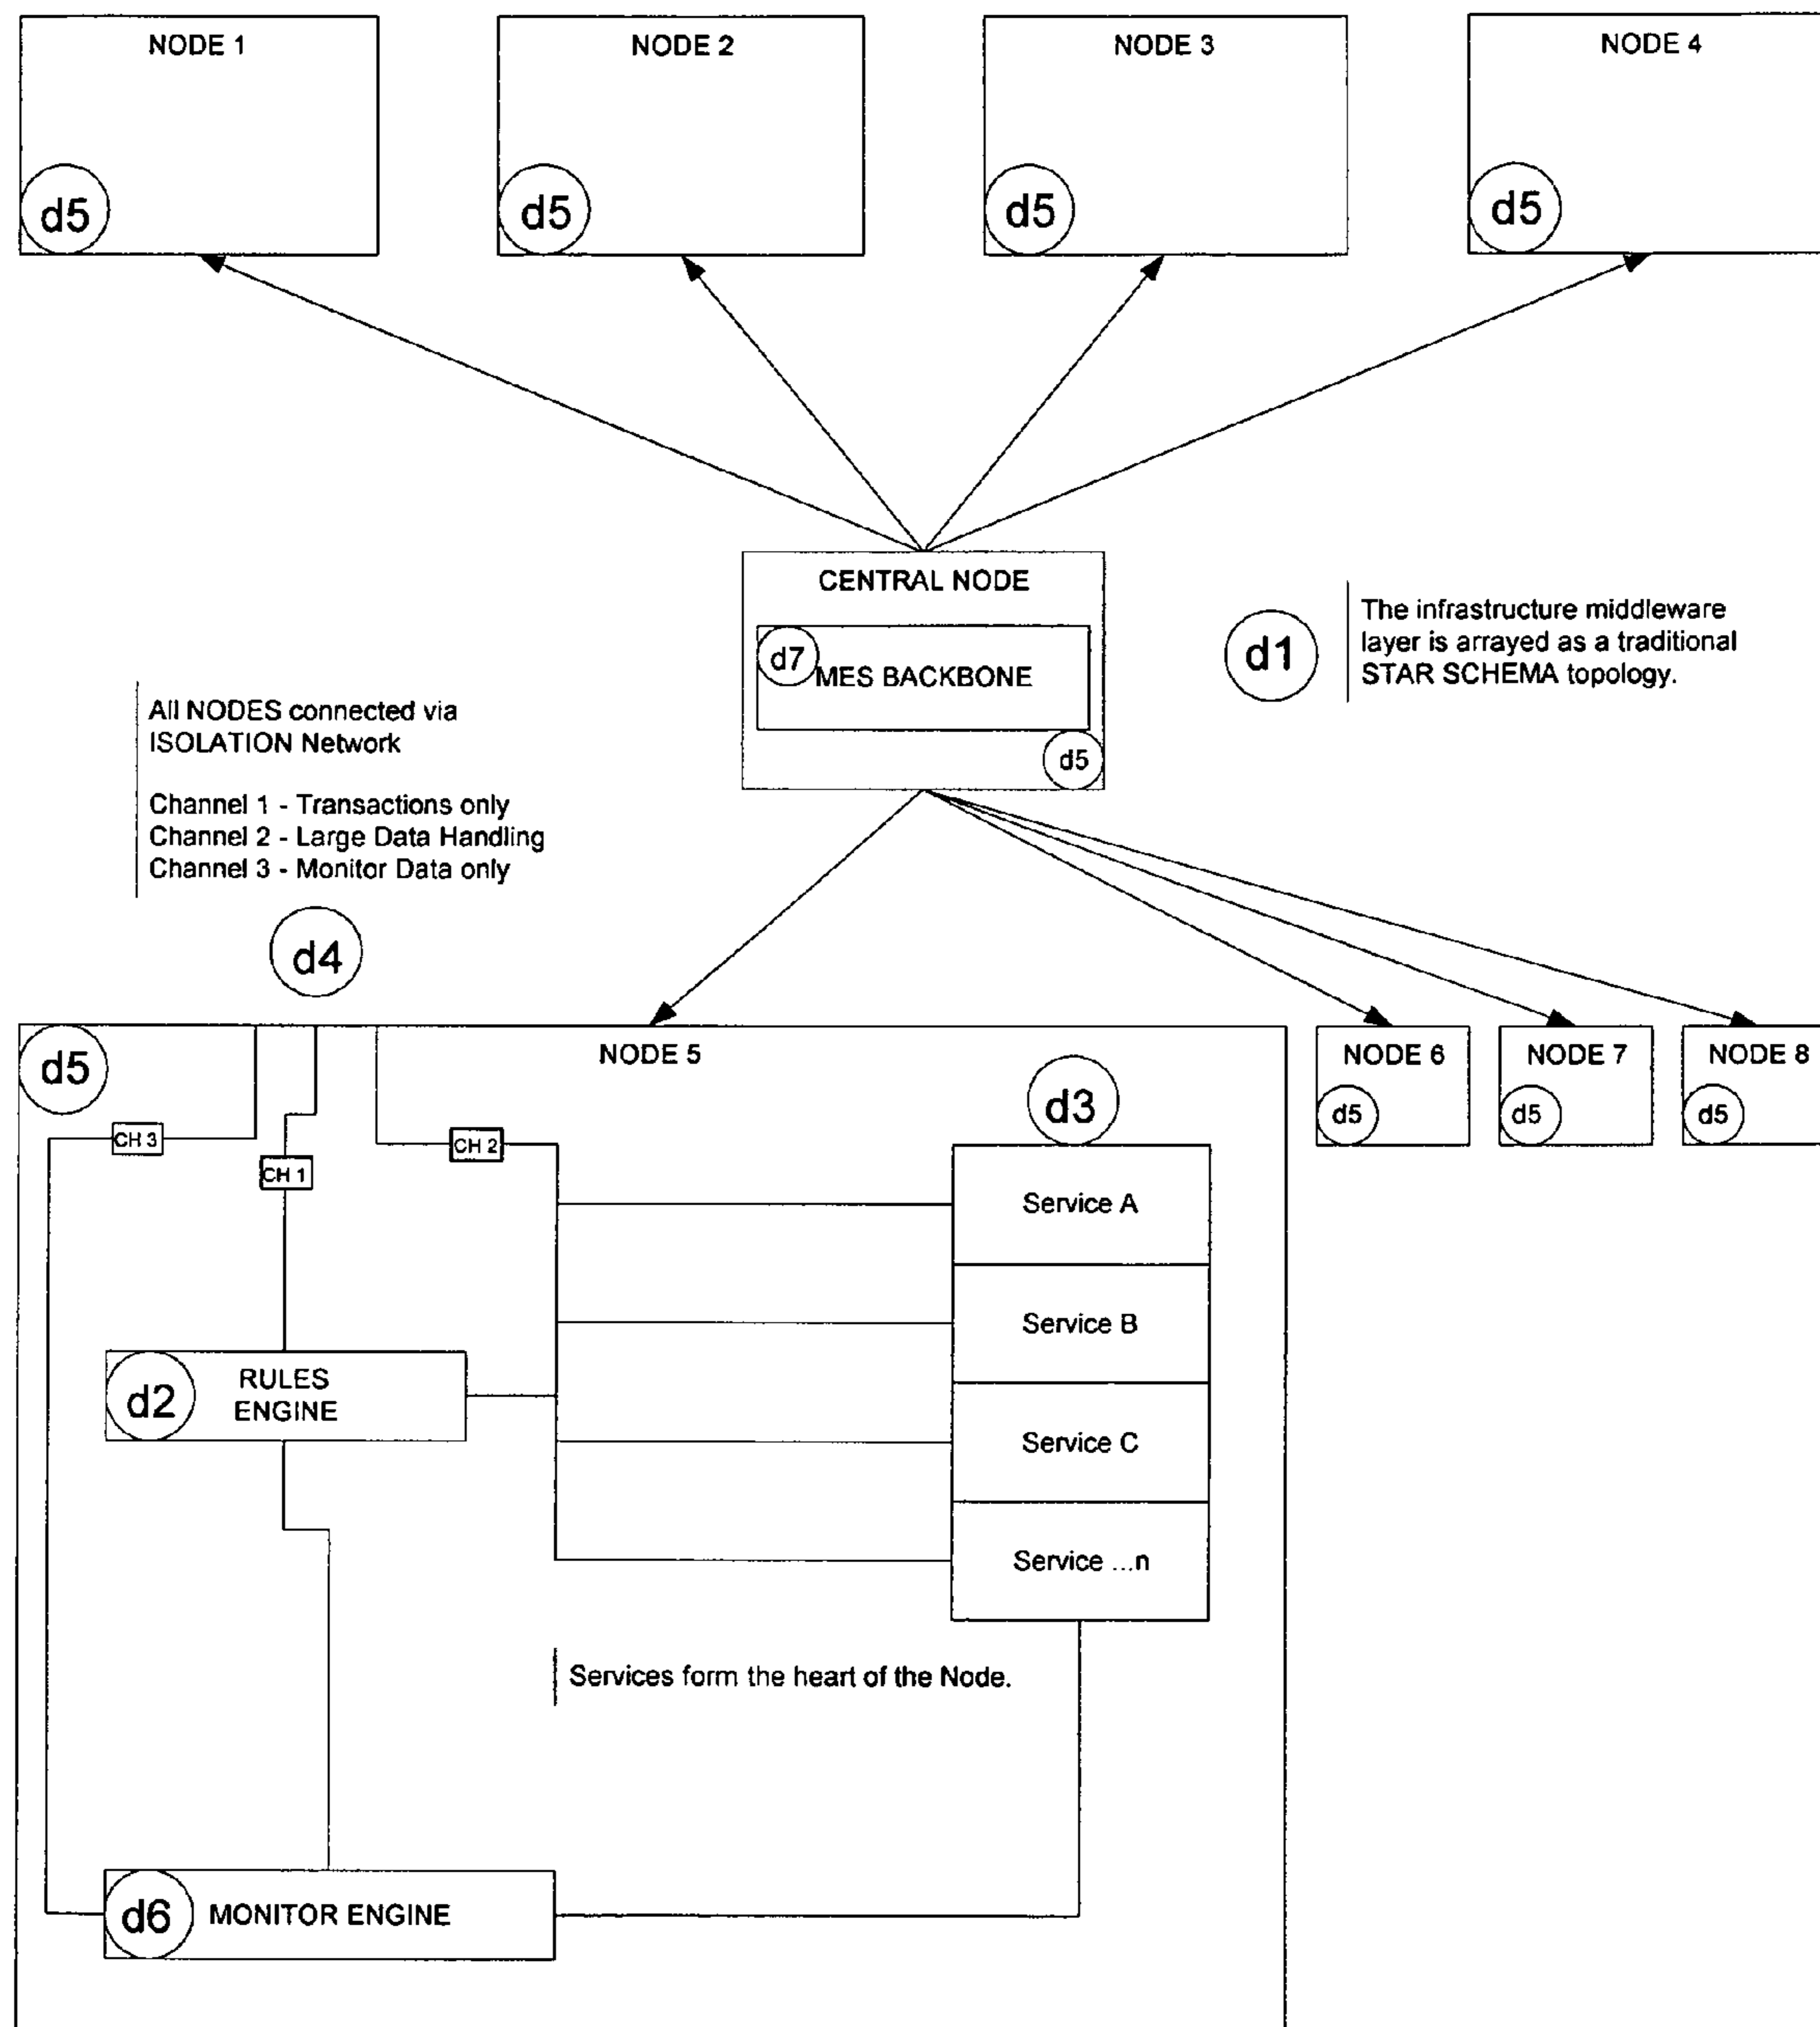 NODE 1
NODE 2
NODE 3
NODE 4
d5
d5
d5
d5
CENTRAL NODE
d7
MES BACKBONE
d5
d1
The infrastructure middleware
layer is arrayed as a traditional
STAR SCHEMA topology.
All NODES connected via
ISOLATION Network
Channel 1 - Transactions only
Channel 2 - Large Data Handling
Channel 3 - Monitor Data only
d4
d5
NODE 5
NODE 6
NODE 7
NODE 8
d5
d5
d5
d3
CH 3
CH 1
CH 2
Service A
Service B
Service C
Service ...n
d2
RULES
ENGINE
Services form the heart of the Node.
d6
MONITOR ENGINE